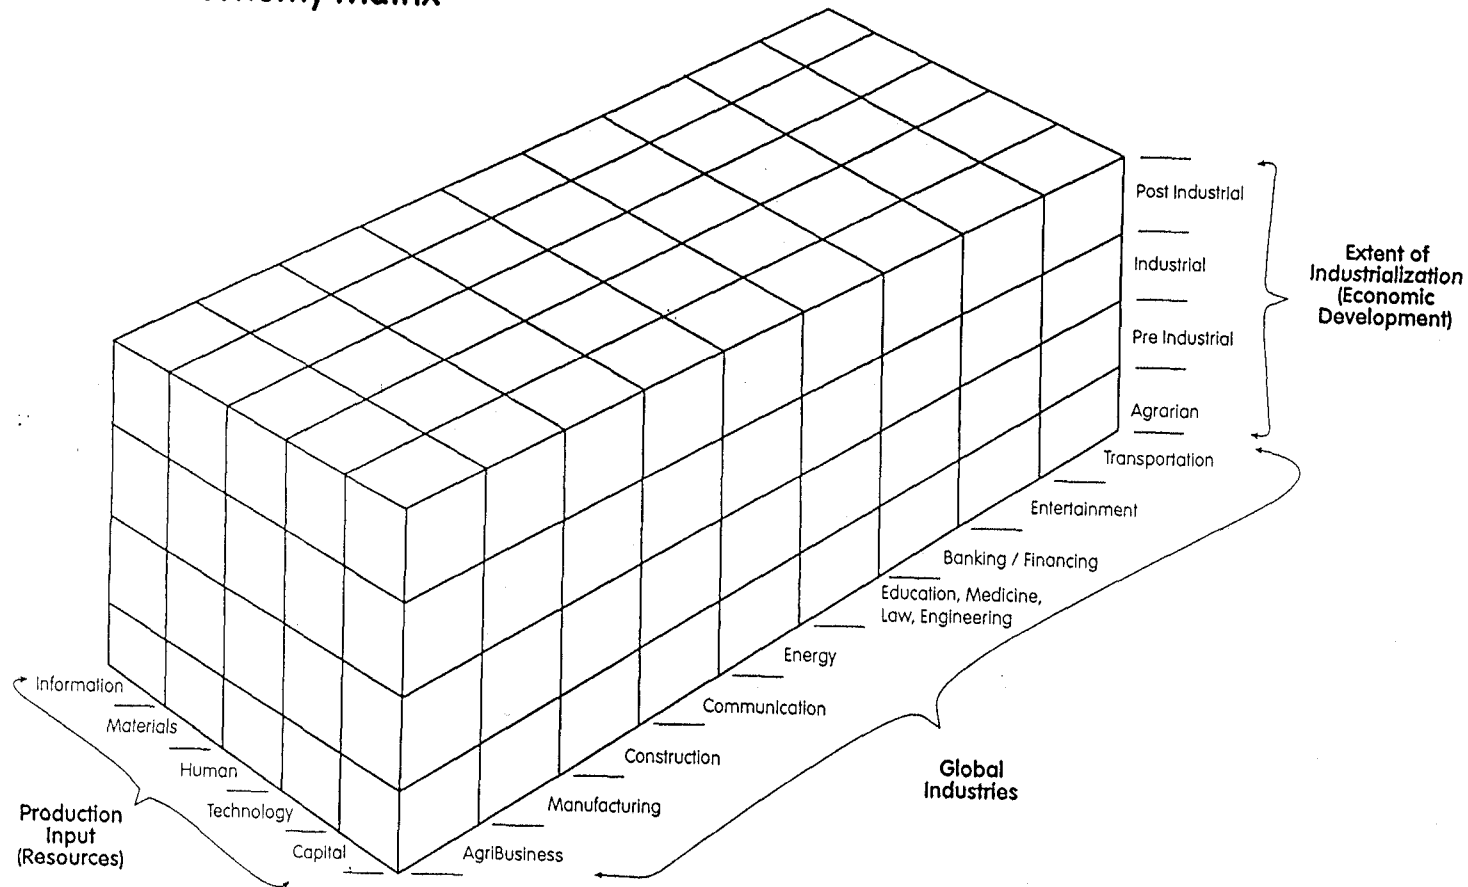 Matrix
Post Industrial
Industrial
Pre Industrial
Agrarian
Extent of
Industrialization
(Economic
Development)
Transportation
Entertainment
Banking / Financing
Education, Medicine,
Law, Engineering
Energy
Communication
Construction
Manufacturing
AgriBusiness
Global
Industries
Information
Materials
Human
Technology
Capital
Production
Input
(Resources)